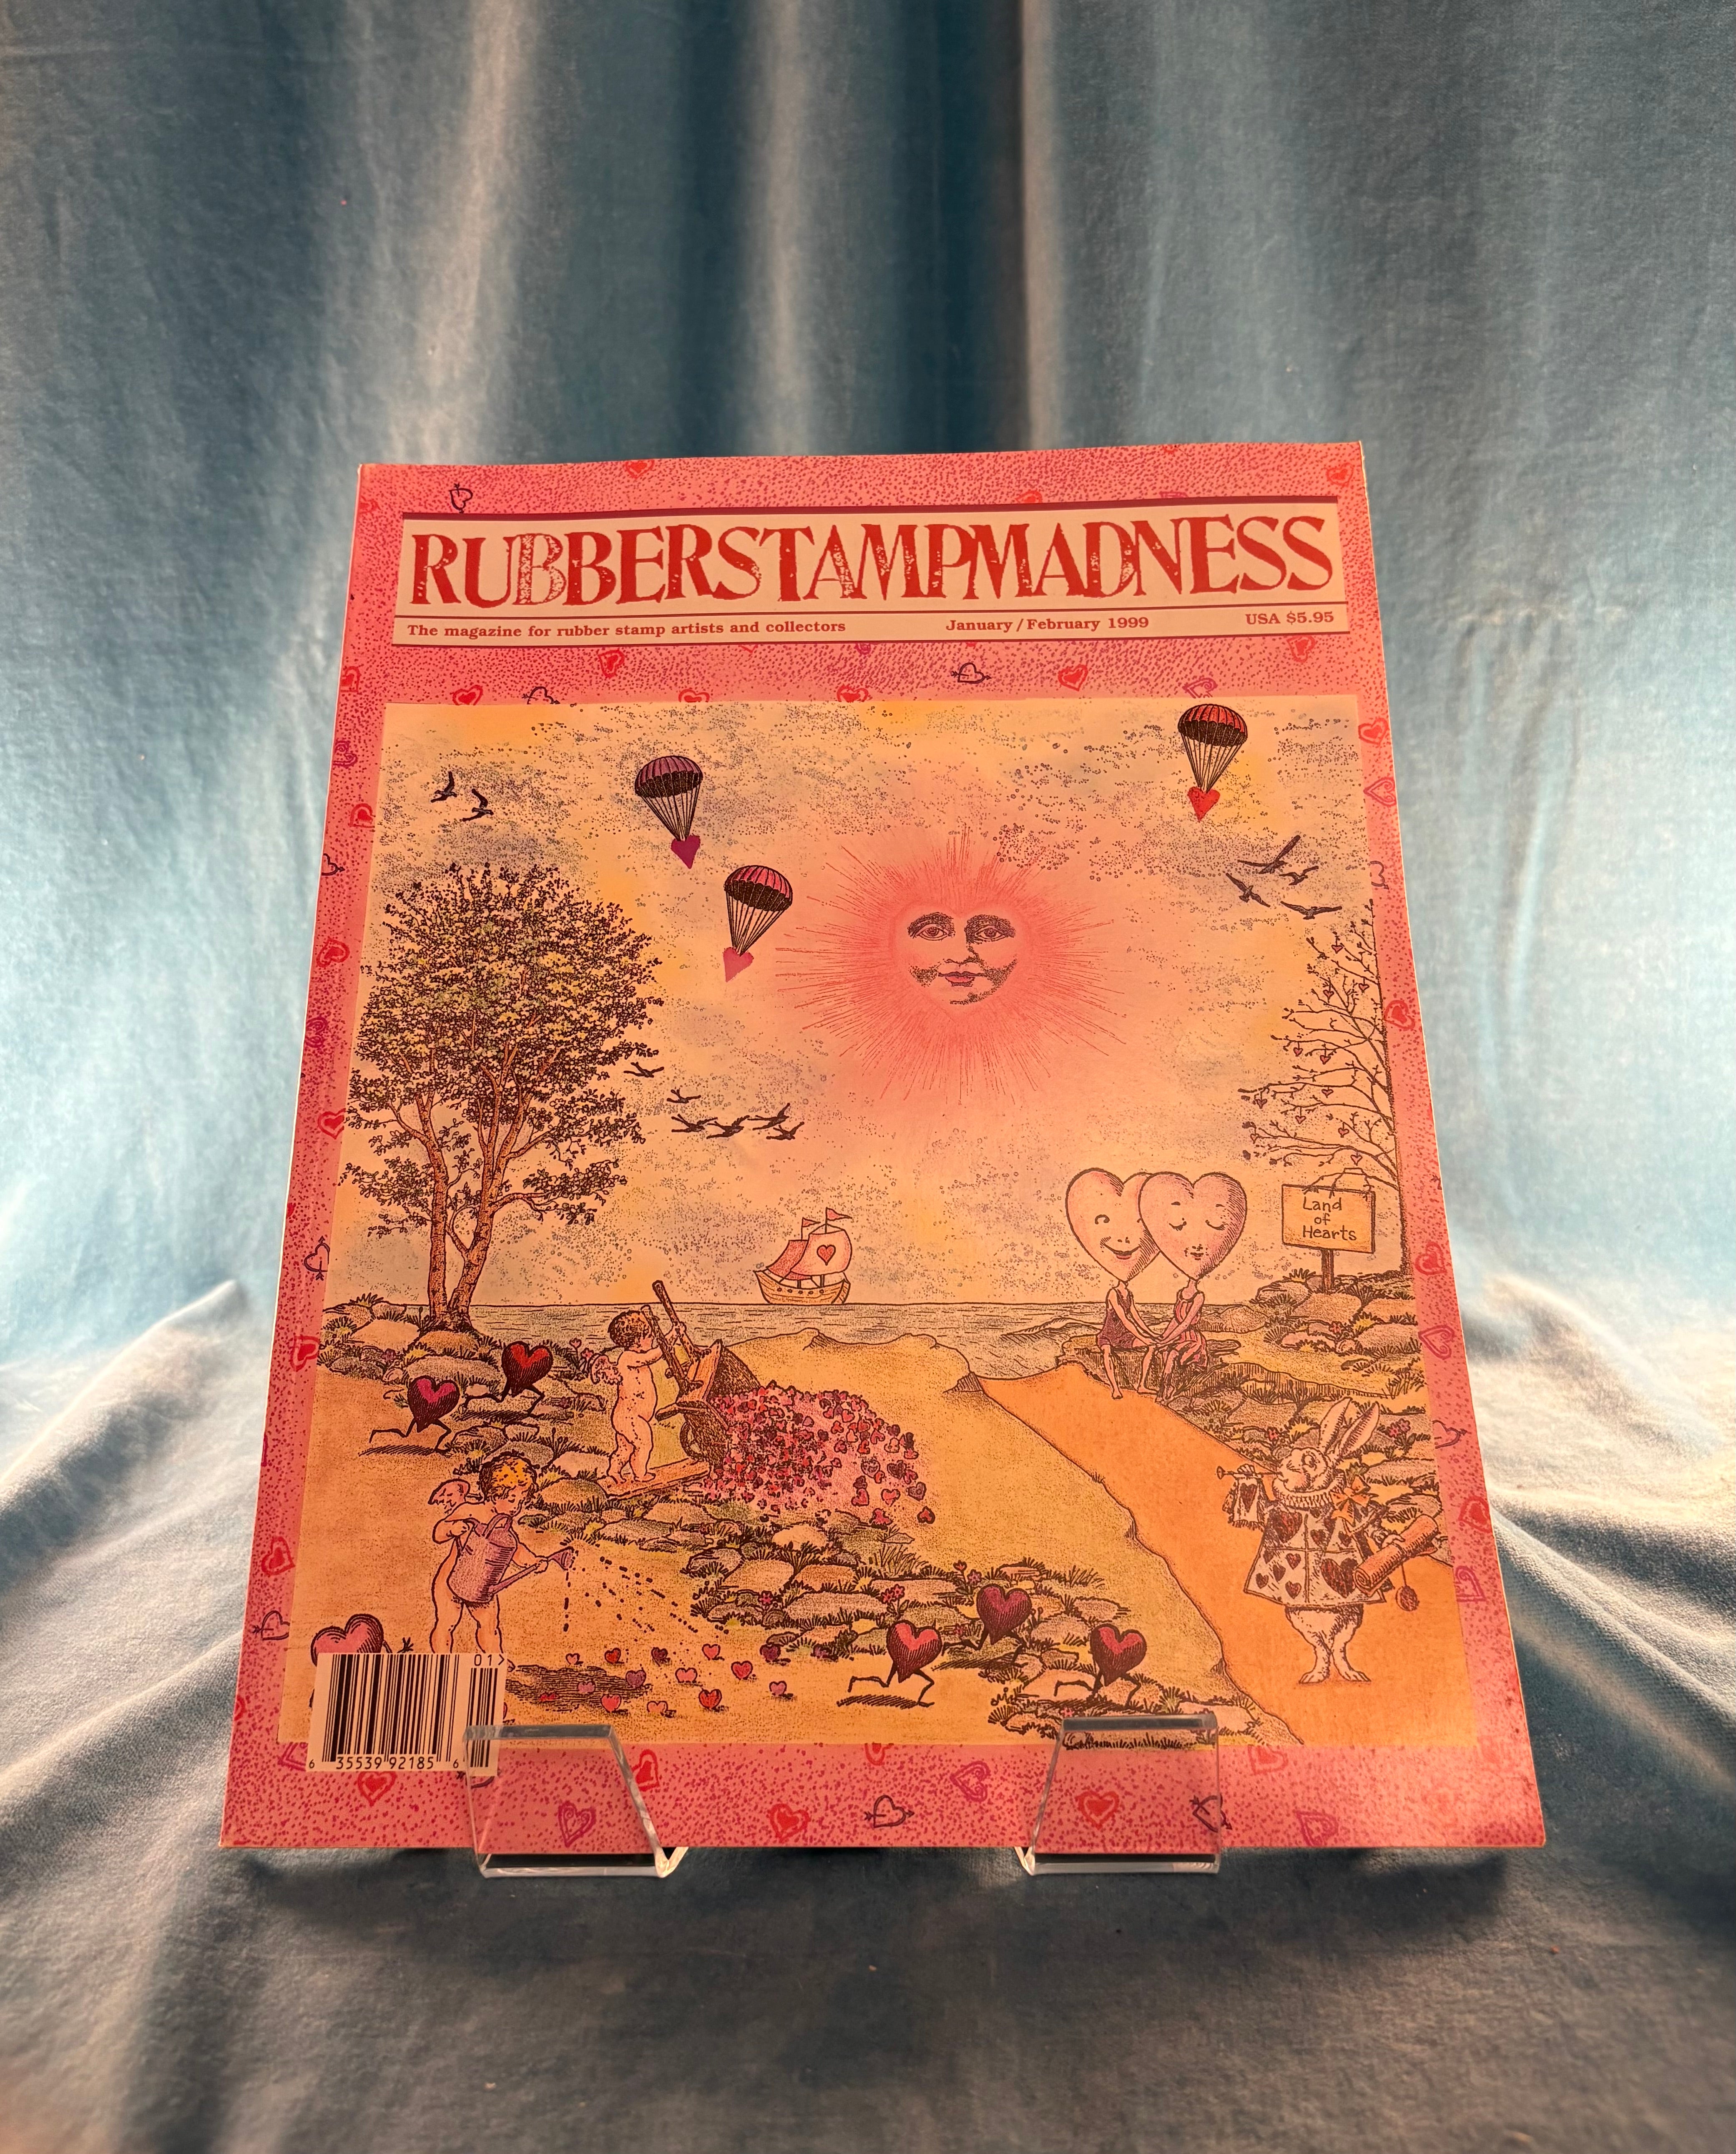 RUBBERSTAMPMADNESS
The magazine for rubber stamp artists and collectors January/February 1999 USA $5.95
Land
of
Hearts
01>
6 35539 92185 6